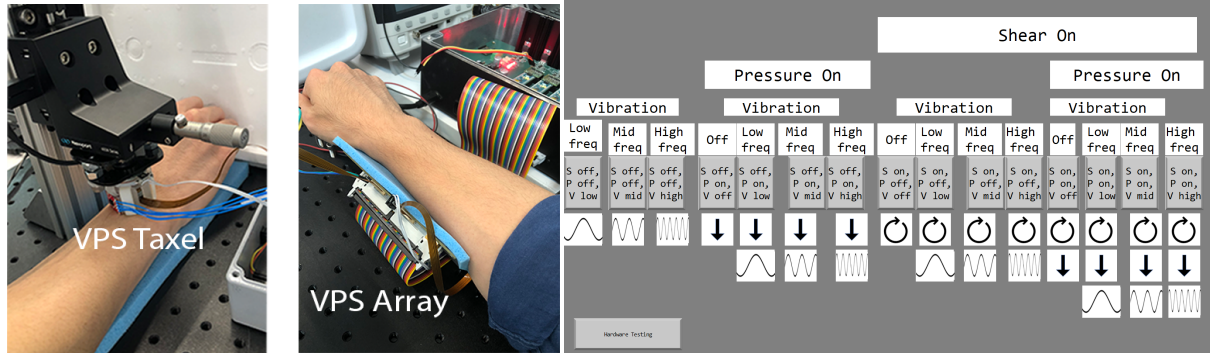 VPS Taxel
VPS Array
Newport
Shear On
Pressure On
Pressure On
Vibration
Vibration
Vibration
Vibration
Low
freq
Mid
freq
High
freq
Off
Low
freq
Mid
freq
High
freq
Off
Low
freq
Mid
freq
High
freq
Off
Low
freq
Mid
freq
High
freq
S off,
P off,
V low
S off,
P off,
V mid
S off,
P off,
V high
S off,
P on,
V off
S off,
P on,
V low
S off,
P on,
V mid
S off,
P on,
V high
S on,
P off,
V off
S on,
P off,
V low
S on,
P off,
V mid
S on,
P off,
V high
S on,
P on,
V off
S on,
P on,
V low
S on,
P on,
V mid
S on,
P on,
V high
Hardware Testing